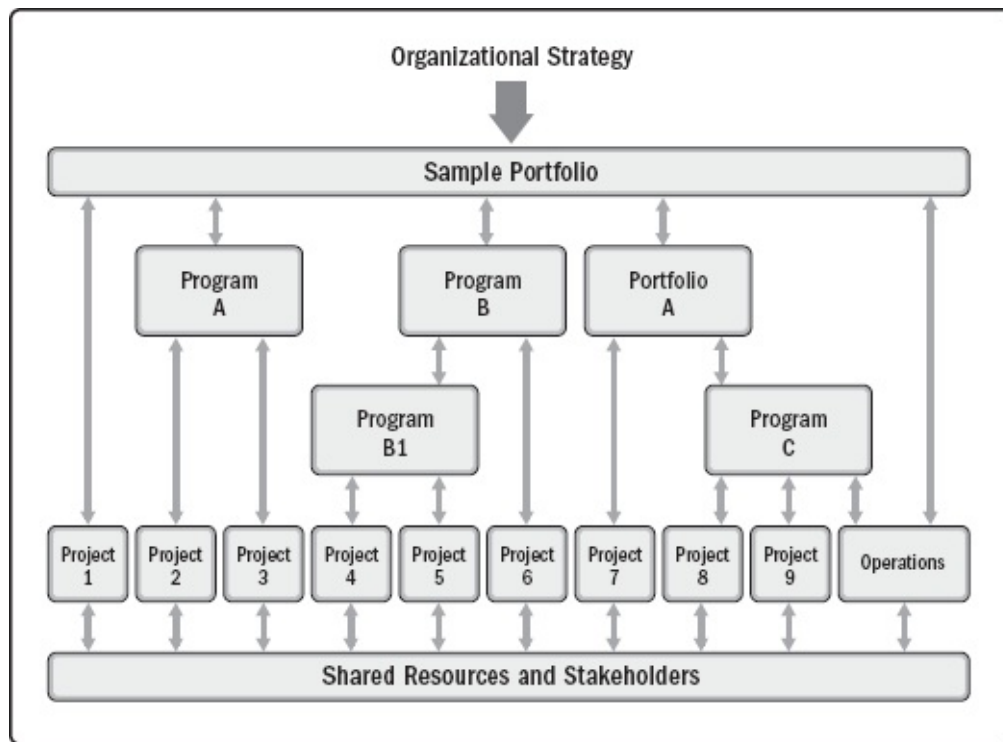 Organizational Strategy
Sample Portfolio
Program
A
Program
B
Portfolio
A
Program
B1
Program
C
Project
1
Project
2
Project
3
Project
4
Project
5
Project
6
Project
7
Project
8
Project
9
Operations
Shared Resources and Stakeholders